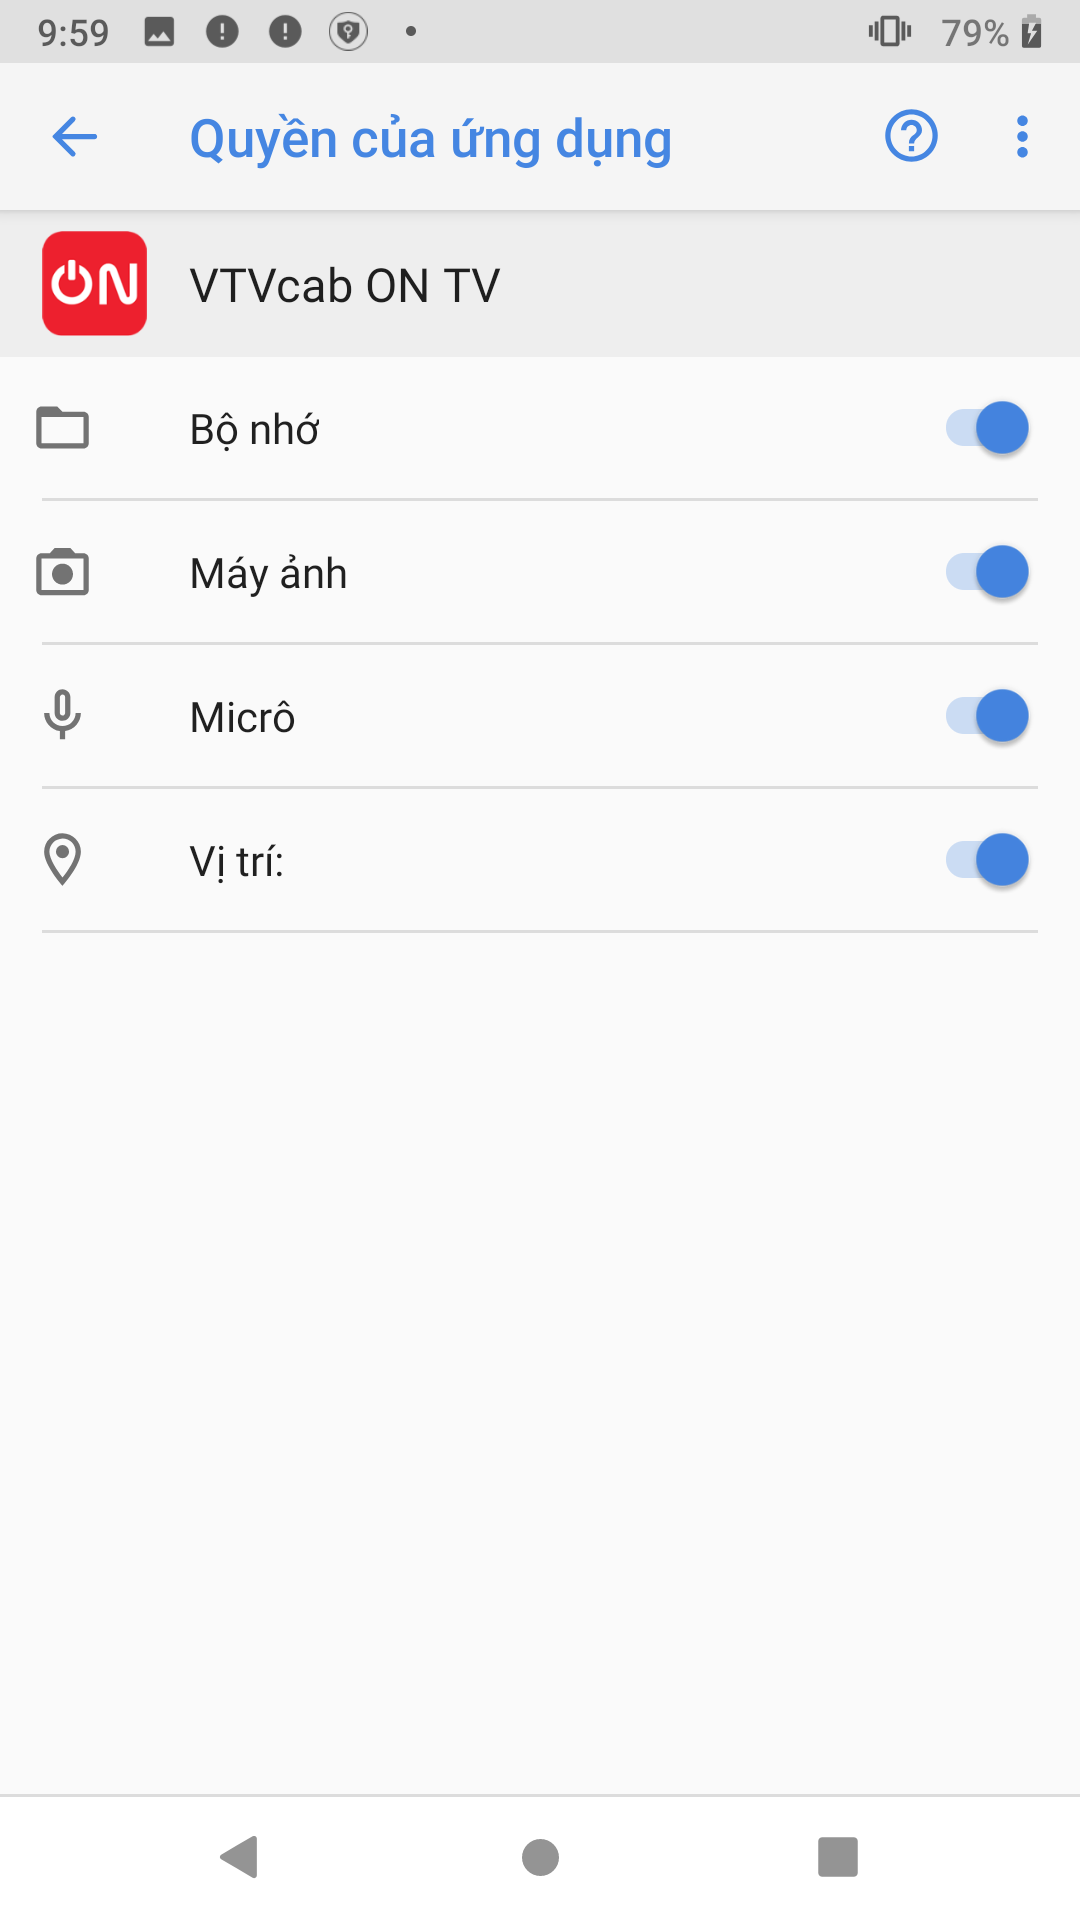 9:59
79%
Quyền của ứng dụng
ON
VTVcab ON TV
Bộ nhớ
Máy ảnh
Micrô
Vị trí: